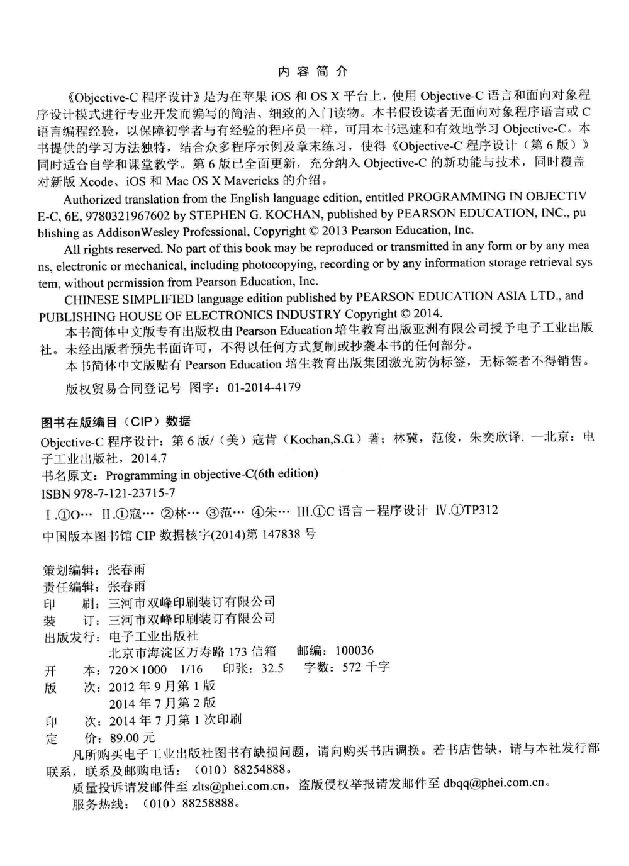 内 容 简 介
《Objective-C 程序设计》是为在苹果 iOS 和 OS X 平台上，使用 Objective-C 语言和面向对象程
序设计模式进行专业开发而编写的简洁、细致的入门读物。本书假设读者无面向对象程序语言或 C
语言编程经验，以保障初学者与有经验的程序员一样，可用本书迅速和有效地学习 Objective-C。本
书提供的学习方法独特，结合众多程序示例及章末练习，使得《Objective-C 程序设计（第 6 版）》
同时适合自学和课堂教学。第 6 版已全面更新，充分纳入 Objective-C 的新功能与技术，同时覆盖
对新版 Xcode、iOS 和 Mac OS X Mavericks 的介绍。
Authorized translation from the English language edition, entitled PROGRAMMING IN OBJECTIV
E-C, 6E, 9780321967602 by STEPHEN G. KOCHAN, published by PEARSON EDUCATION, INC., pu
blishing as AddisonWesley Professional, Copyright © 2013 Pearson Education, Inc.
All rights reserved. No part of this book may be reproduced or transmitted in any form or by any mea
ns, electronic or mechanical, including photocopying, recording or by any information storage retrieval sys
tem, without permission from Pearson Education, Inc.
CHINESE SIMPLIFIED language edition published by PEARSON EDUCATION ASIA LTD., and
PUBLISHING HOUSE OF ELECTRONICS INDUSTRY Copyright © 2014.
本书简体中文版专有出版权由 Pearson Education 培生教育出版亚洲有限公司授予电子工业出版
社。未经出版者预先书面许可，不得以任何方式复制或抄袭本书的任何部分。
本书简体中文版贴有 Pearson Education 培生教育出版集团激光防伪标签，无标签者不得销售。
版权贸易合同登记号 图字：01-2014-4179
图书在版编目（CIP）数据
Objective-C 程序设计：第 6 版/（美）寇肯（Kochan,S.G.）著；林冀，范俊，朱奕欣译. —北京：电
子工业出版社，2014.7
书名原文：Programming in objective-C(6th edition)
ISBN 978-7-121-23715-7
Ⅰ.①O… Ⅱ.①寇… ②林… ③范… ④朱… Ⅲ.①C 语言－程序设计 Ⅳ.①TP312
中国版本图书馆 CIP 数据核字(2014)第 147838 号
策划编辑：张春雨
责任编辑：张春雨
印 刷：三河市双峰印刷装订有限公司
装 订：三河市双峰印刷装订有限公司
出版发行：电子工业出版社
北京市海淀区万寿路 173 信箱 邮编：100036
开 本：720×1000 1/16 印张：32.5 字数：572 千字
版 次：2012 年 9 月第 1 版
2014 年 7 月第 2 版
印 次：2014 年 7 月第 1 次印刷
定 价：89.00 元
凡所购买电子工业出版社图书有缺损问题，请向购买书店调换。若书店售缺，请与本社发行部
联系，联系及邮购电话：（010）88254888。
质量投诉请发邮件至 zlts@phei.com.cn，盗版侵权举报请发邮件至 dbqq@phei.com.cn。
服务热线：（010）88258888。